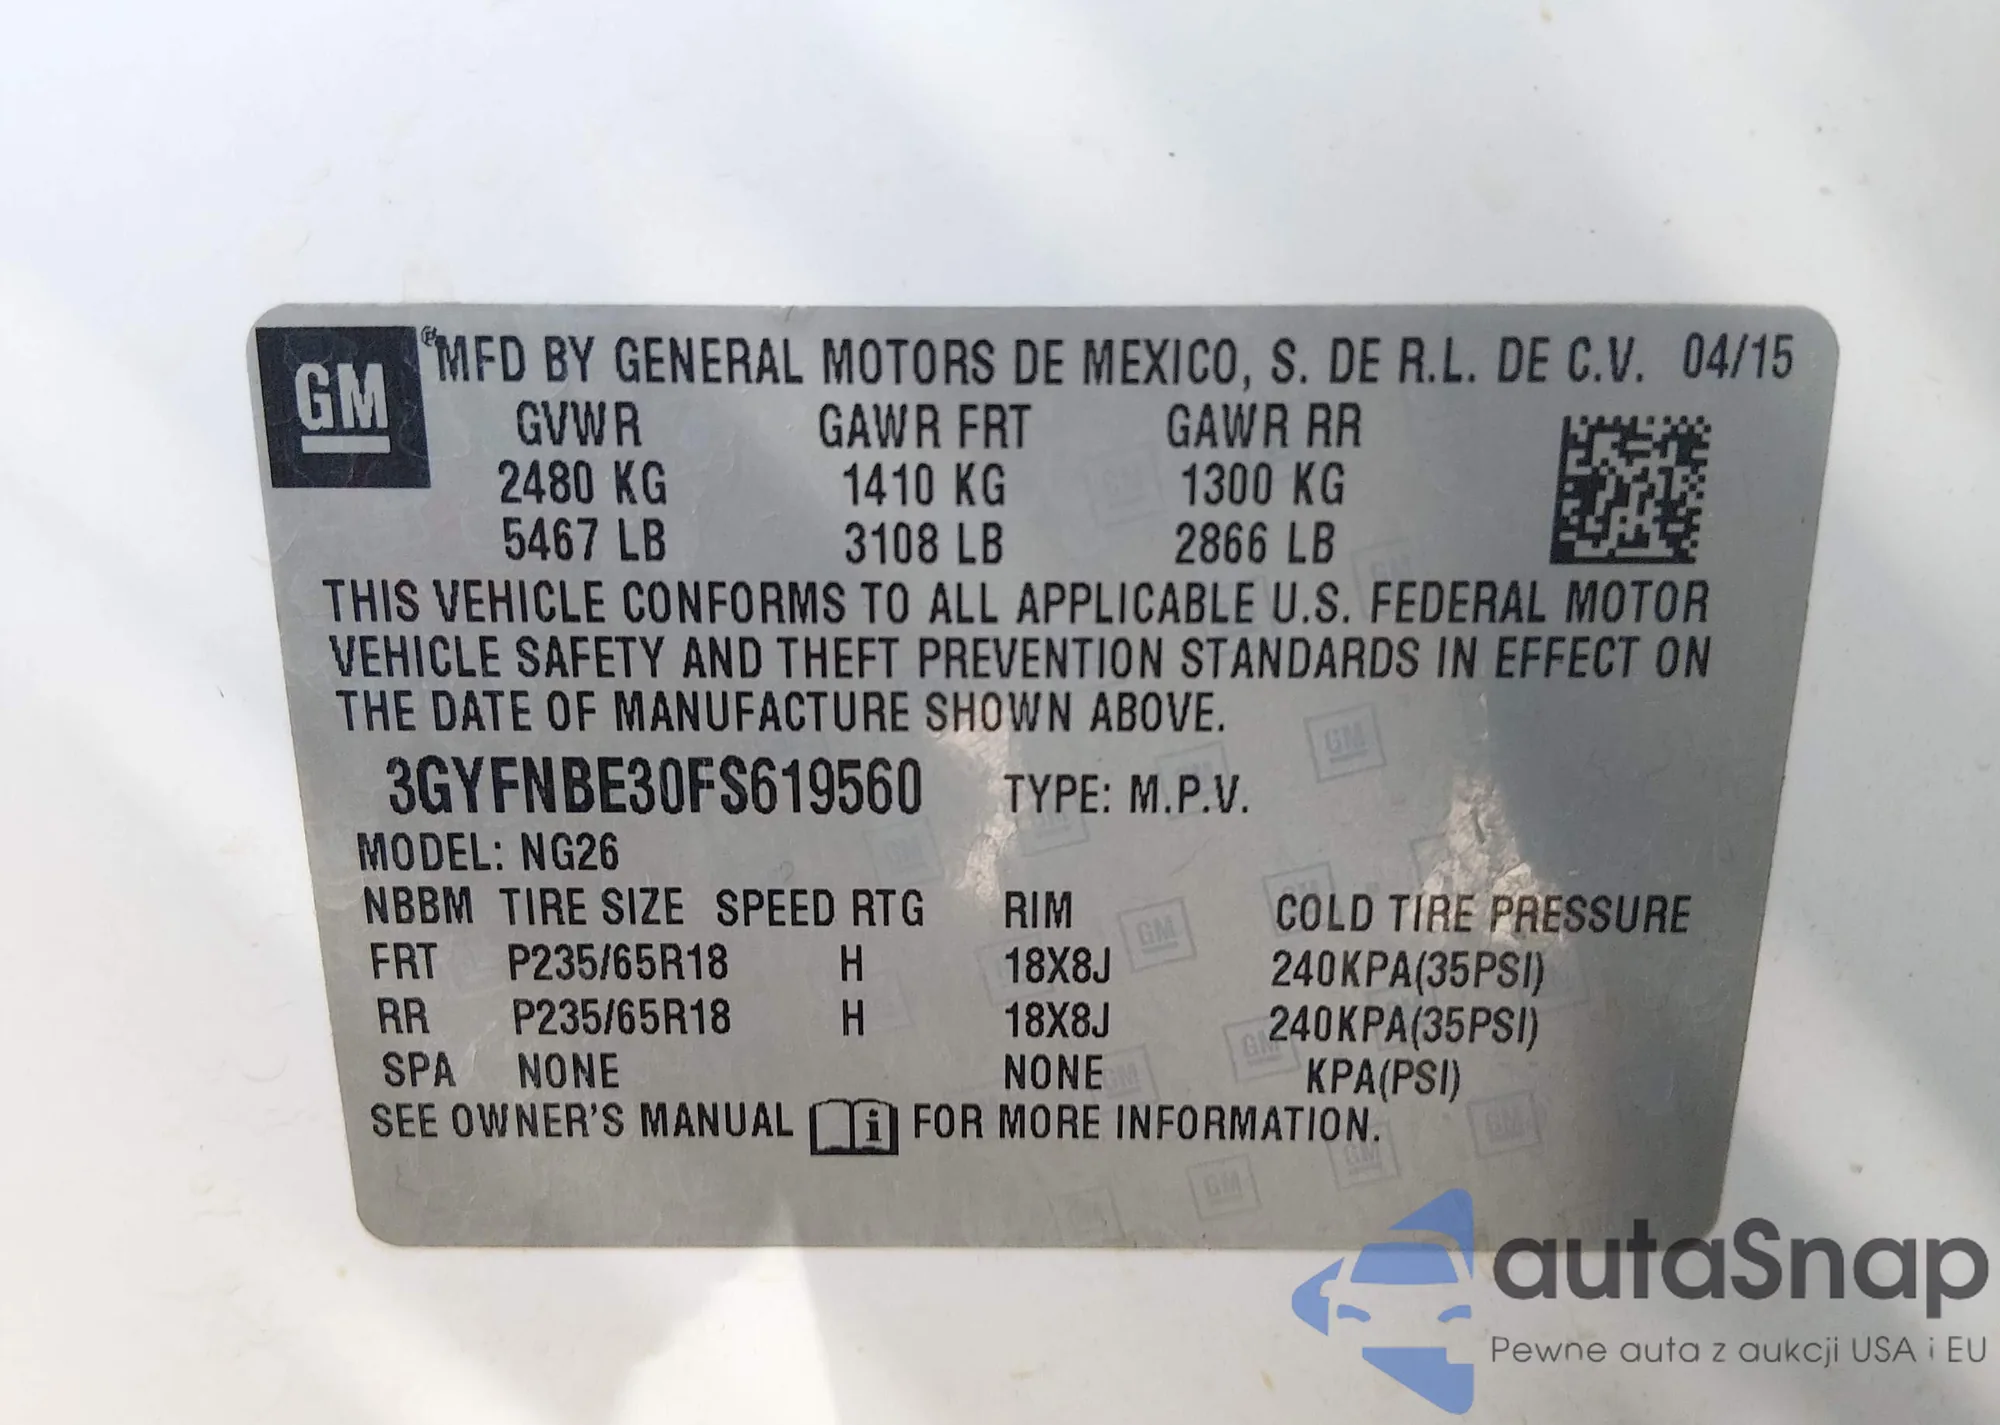 GM
® MFD BY GENERAL MOTORS DE MEXICO, S. DE R.L. DE C.V. 04/15
GVWR GAWR FRT GAWR RR
2480 KG 1410 KG 1300 KG
5467 LB 3108 LB 2866 LB
THIS VEHICLE CONFORMS TO ALL APPLICABLE U.S. FEDERAL MOTOR
VEHICLE SAFETY AND THEFT PREVENTION STANDARDS IN EFFECT ON
THE DATE OF MANUFACTURE SHOWN ABOVE.
3GYFNBE30FS619560 TYPE: M.P.V.
MODEL: NG26
NBBM TIRE SIZE SPEED RTG RIM COLD TIRE PRESSURE
FRT P235/65R18 H 18X8J 240KPA(35PSI)
RR P235/65R18 H 18X8J 240KPA(35PSI)
SPA NONE NONE KPA(PSI)
SEE OWNER'S MANUAL i FOR MORE INFORMATION.
autaSnap
Pewne auta z aukcji USA i EU